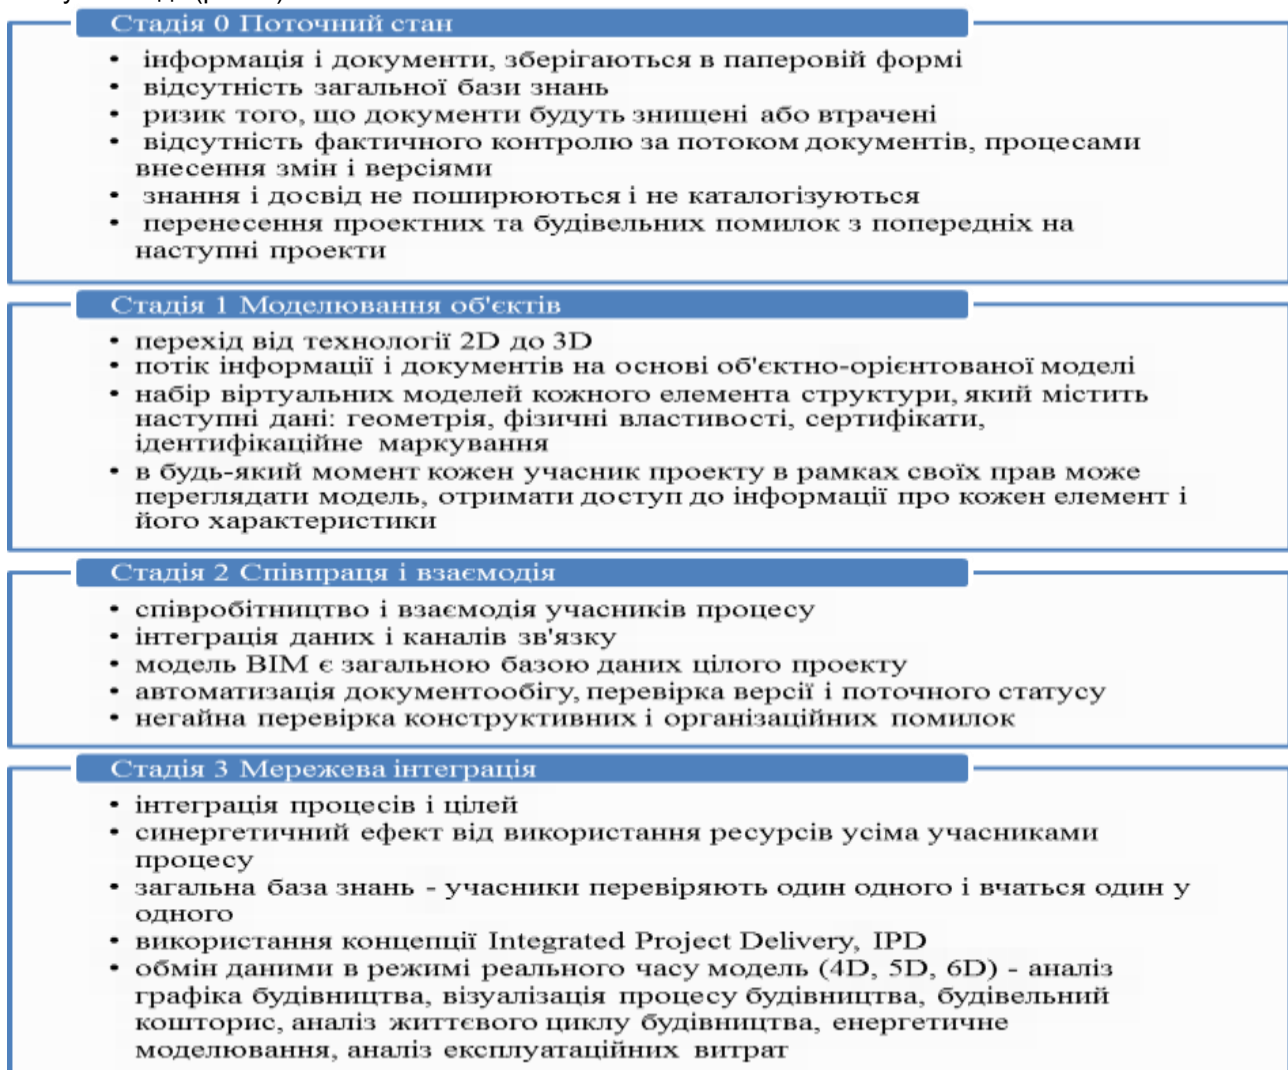 Стадія 0 Поточний стан
• інформація і документи, зберігаються в паперовій формі
• відсутність загальної бази знань
• ризик того, що документи будуть знищені або втрачені
• відсутність фактичного контролю за потоком документів, процесами
внесення змін і версіями
• знання і досвід не поширюються і не каталогізуються
• перенесення проектних та будівельних помилок з попередніх на
наступні проекти
Стадія 1 Моделювання об'єктів
• перехід від технології 2D до 3D
• потік інформації і документів на основі об'єктно-орієнтованої моделі
• набір віртуальних моделей кожного елемента структури, який містить
наступні дані: геометрія, фізичні властивості, сертифікати,
ідентифікаційне маркування
• в будь-який момент кожен учасник проекту в рамках своїх прав може
переглядати модель, отримати доступ до інформації про кожен елемент і
його характеристики
Стадія 2 Співпраця і взаємодія
• співробітництво і взаємодія учасників процесу
• інтеграція даних і каналів зв'язку
• модель BIM є загальною базою даних цілого проекту
• автоматизація документообігу, перевірка версії і поточного статусу
• негайна перевірка конструктивних і організаційних помилок
Стадія 3 Мережева інтеграція
• інтеграція процесів і цілей
• синергетичний ефект від використання ресурсів усіма учасниками
процесу
• загальна база знань - учасники перевіряють один одного і вчаться один у
одного
• використання концепції Integrated Project Delivery, IPD
• обмін даними в режимі реального часу модель (4D, 5D, 6D) - аналіз
графіка будівництва, візуалізація процесу будівництва, будівельний
кошторис, аналіз життєвого циклу будівництва, енергетичне
моделювання, аналіз експлуатаційних витрат